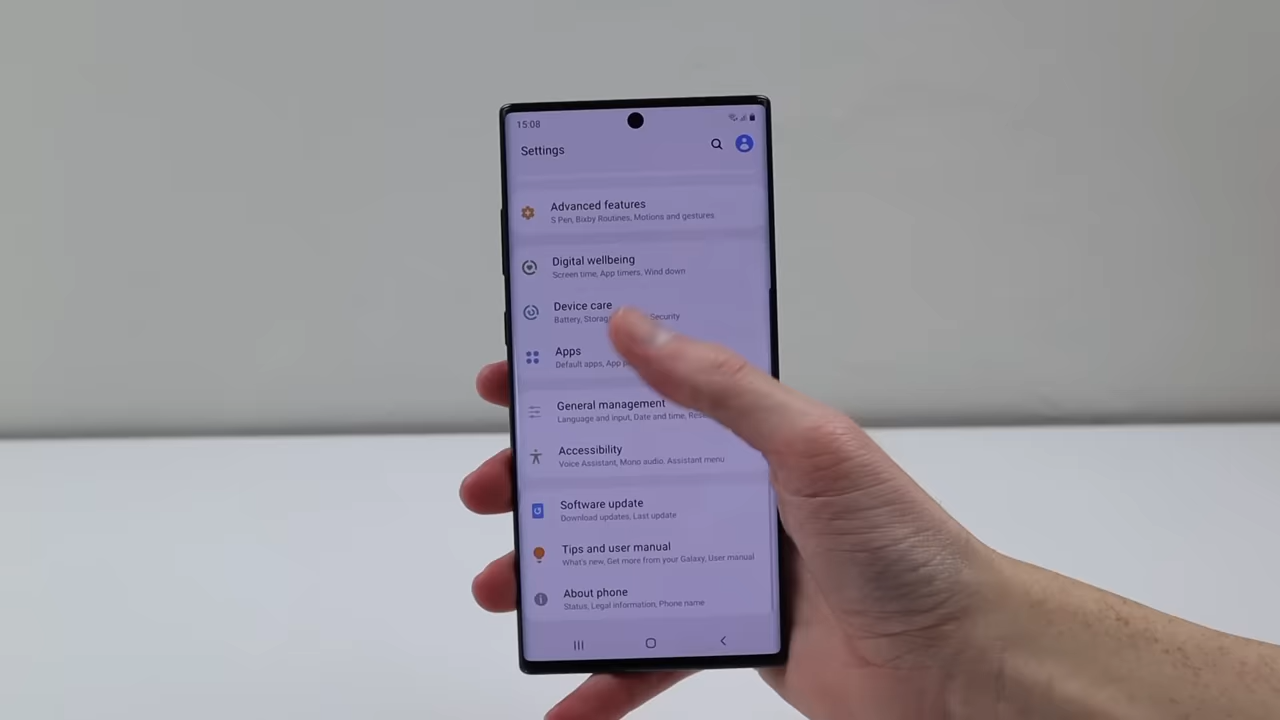 15:08
Settings
Advanced features
S Pen, Bixby Routines, Motions and gestures
Digital wellbeing
Screen time, App timers, Wind down
Device care
Battery, Security
Apps
Default apps, App
General management
Language and input, Date and time,
Accessibility
Voice Assistant, Mono audio, Assistant menu
Software update
Download updates, Last update
Tips and user manual
What's new, Get more from your Galaxy, User manual
About phone
Status, Legal information, Phone name